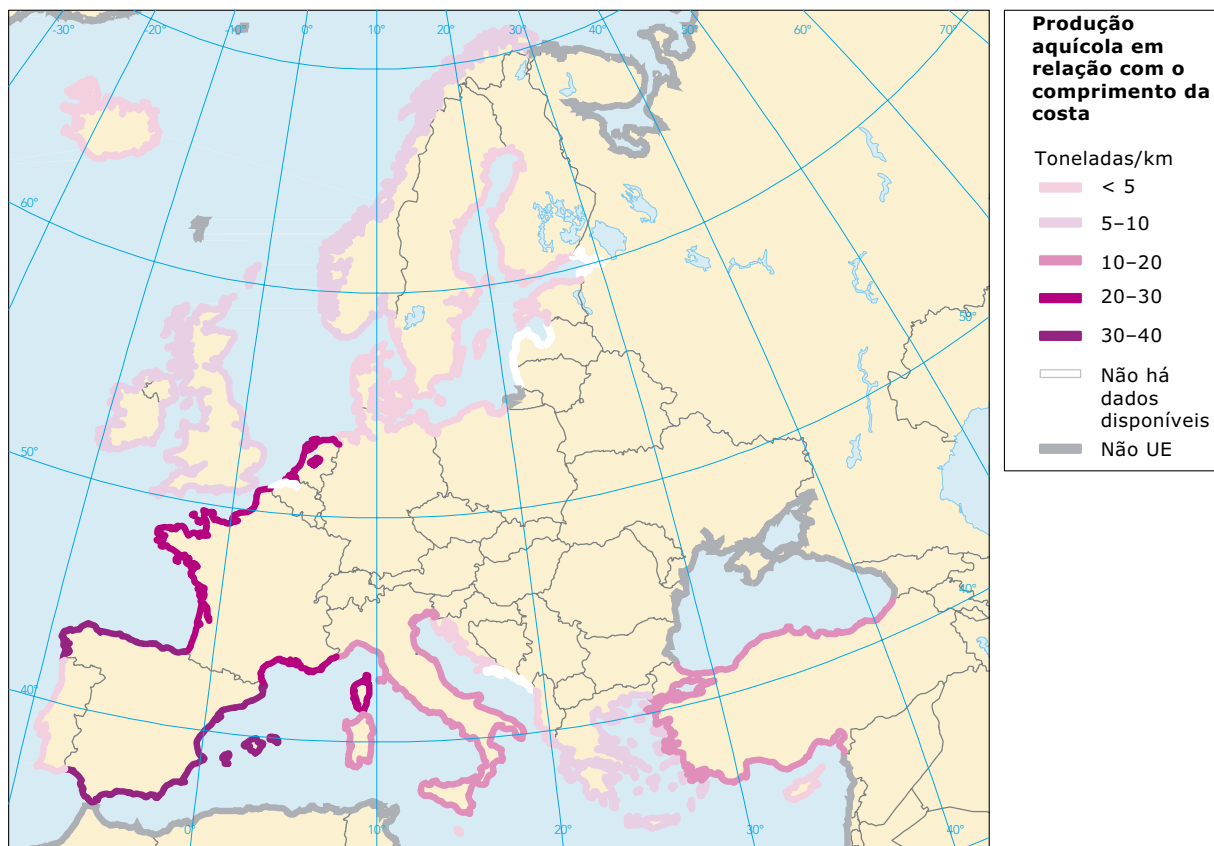 -30°
-20°
-10°
0°
10°
20°
30°
40°
50°
60°
70°
60°
50°
50°
40°
40°
0°
10°
20°
30°
40°
Produção
aquícola em
relação com o
comprimento da
costa
Toneladas/km
< 5
5–10
10–20
20–30
30–40
Não há
dados
disponíveis
Não UE